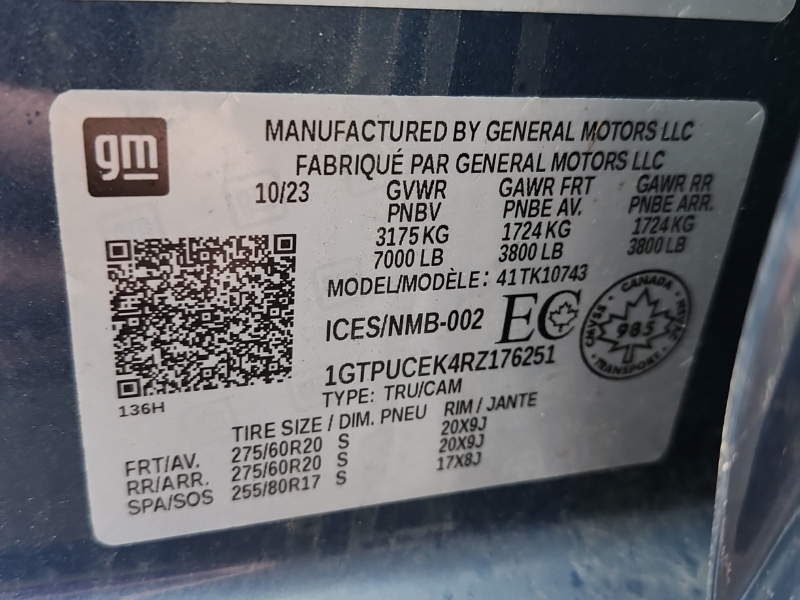 gm
MANUFACTURED BY GENERAL MOTORS LLC
FABRIQUÉ PAR GENERAL MOTORS LLC
10/23 GVWR GAWR FRT GAWR RR
PNBV PNBE AV. PNBE ARR.
3175 KG 1724 KG 1724 KG
7000 LB 3800 LB 3800 LB
MODEL/MODÈLE: 41TK10743
ICES/NMB-002 EC
CANADA
CMVSS 985 NSVAC
TRANSPORT
1GTPUCEK4RZ176251
TYPE: TRU/CAM
136H
TIRE SIZE / DIM. PNEU RIM / JANTE
FRT/AV. 275/60R20 S 20X9J
RR/ARR. 275/60R20 S 20X9J
SPA/SOS 255/80R17 S 17X8J